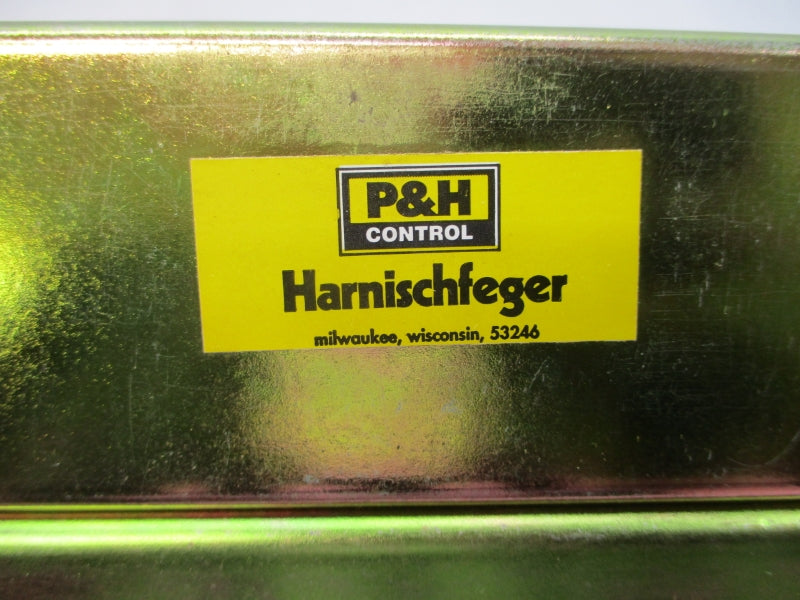 P&H
CONTROL
Harnischfeger
milwaukee, wisconsin, 53246